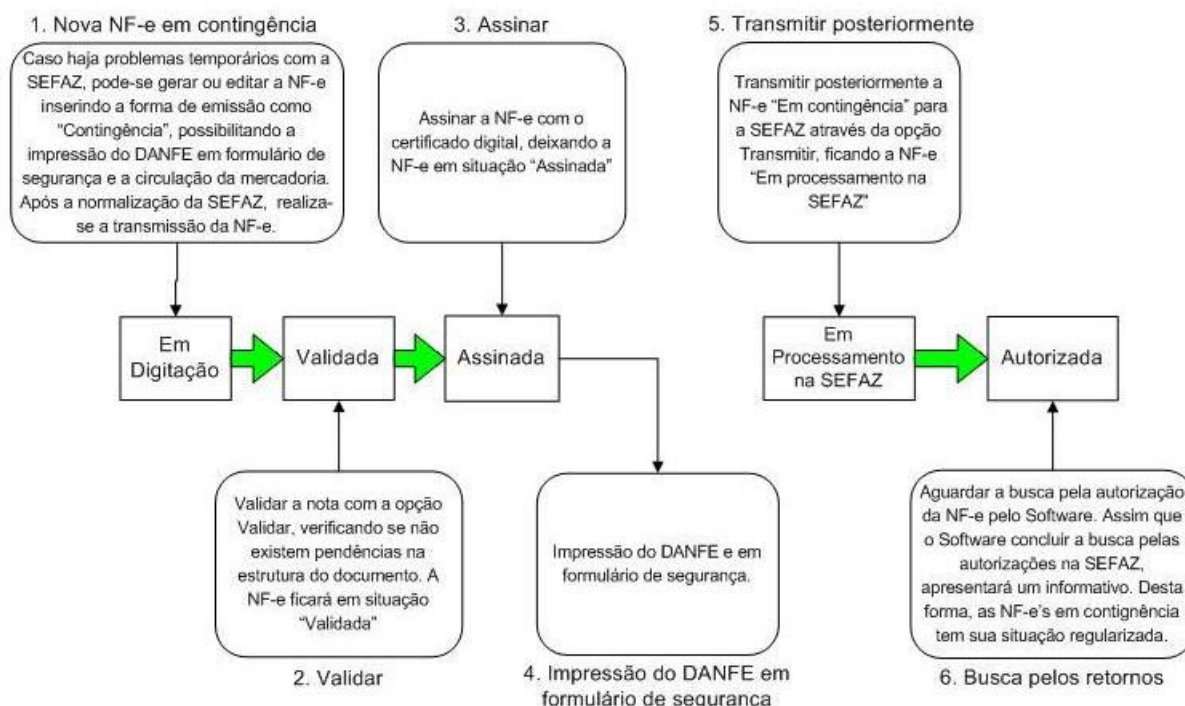 1. Nova NF-e em contingência
Caso haja problemas temporários com a
SEFAZ, pode-se gerar ou editar a NF-e
inserindo a forma de emissão como
“Contingência”, possibilitando a
impressão do DANFE em formulário de
segurança e a circulação da mercadoria.
Após a normalização da SEFAZ, realiza-
se a transmissão da NF-e.
3. Assinar
Assinar a NF-e com o
certificado digital, deixando a
NF-e em situação “Assinada”
5. Transmitir posteriormente
Transmitir posteriormente a
NF-e “Em contingência” para
a SEFAZ através da opção
Transmitir, ficando a NF-e
“Em processamento na
SEFAZ”
Em
Digitação
Validada
Assinada
Em
Processamento
na SEFAZ
Autorizada
Validar a nota com a opção
Validar, verificando se não
existem pendências na
estrutura do documento. A
NF-e ficará em situação
“Validada”
2. Validar
Impressão do DANFE e em
formulário de segurança.
4. Impressão do DANFE em
formulário de segurança
Aguardar a busca pela autorização
da NF-e pelo Software. Assim que
o Software concluir a busca pelas
autorizações na SEFAZ,
apresentará um informativo. Desta
forma, as NF-e’s em contignência
tem sua situação regularizada.
6. Busca pelos retornos